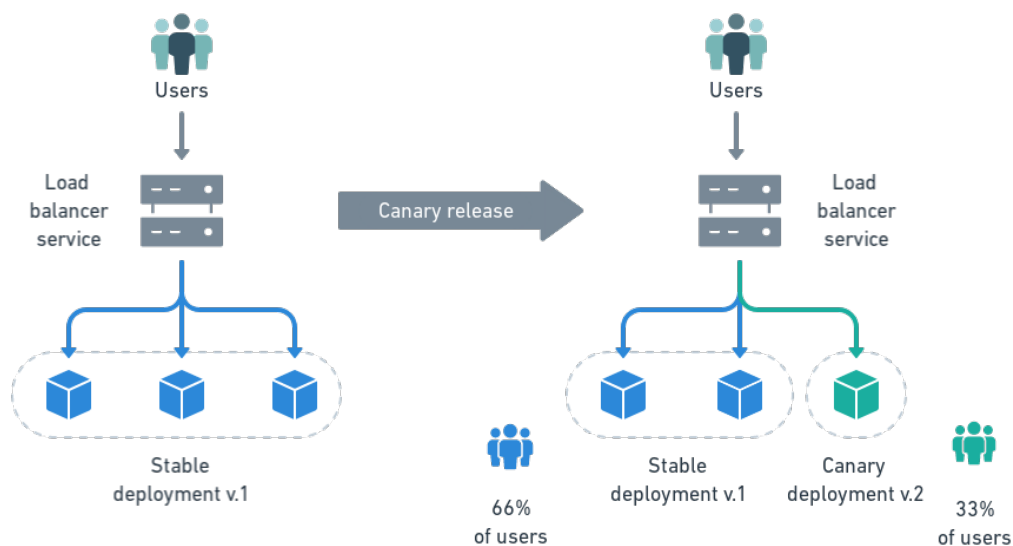 Users
Users
Load
balancer
service
Canary release
Load
balancer
service
Stable
deployment v.1
66%
of users
Stable
deployment v.1
Canary
deployment v.2
33%
of users